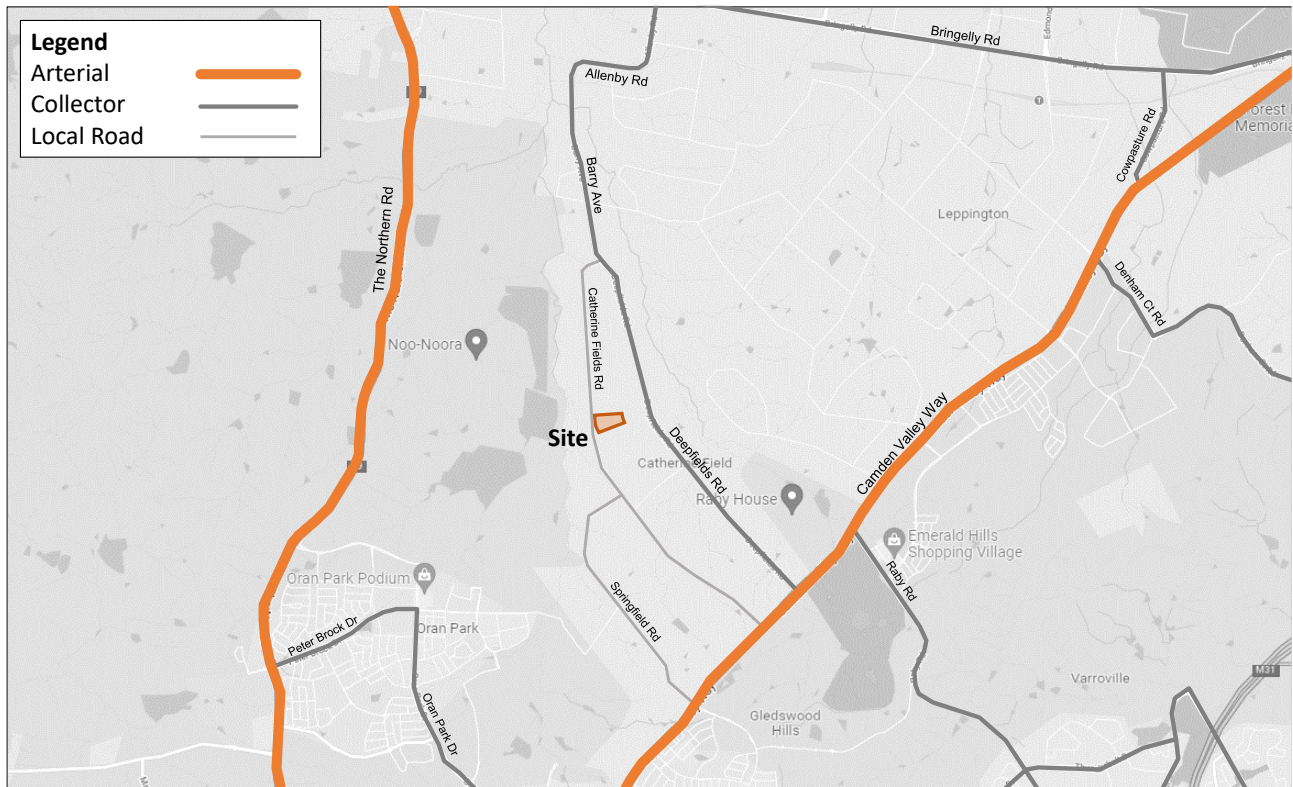 Legend
Arterial
Collector
Local Road
Bringelly Rd
Bringelly Rd
Allenby Rd
Cowpasture Rd
Barry Ave
Leppington
The Northern Rd
Denham Ct Rd
Catherine Fields Rd
Noo-Noora
Site
Deepfields Rd
Catherine Field
Camden Valley Way
Raby House
Emerald Hills
Shopping Village
Raby Rd
Oran Park Podium
Springfield Rd
Peter Brock Dr
Oran Park
M31
Varroville
Oran Park Dr
Gledswood
Hills